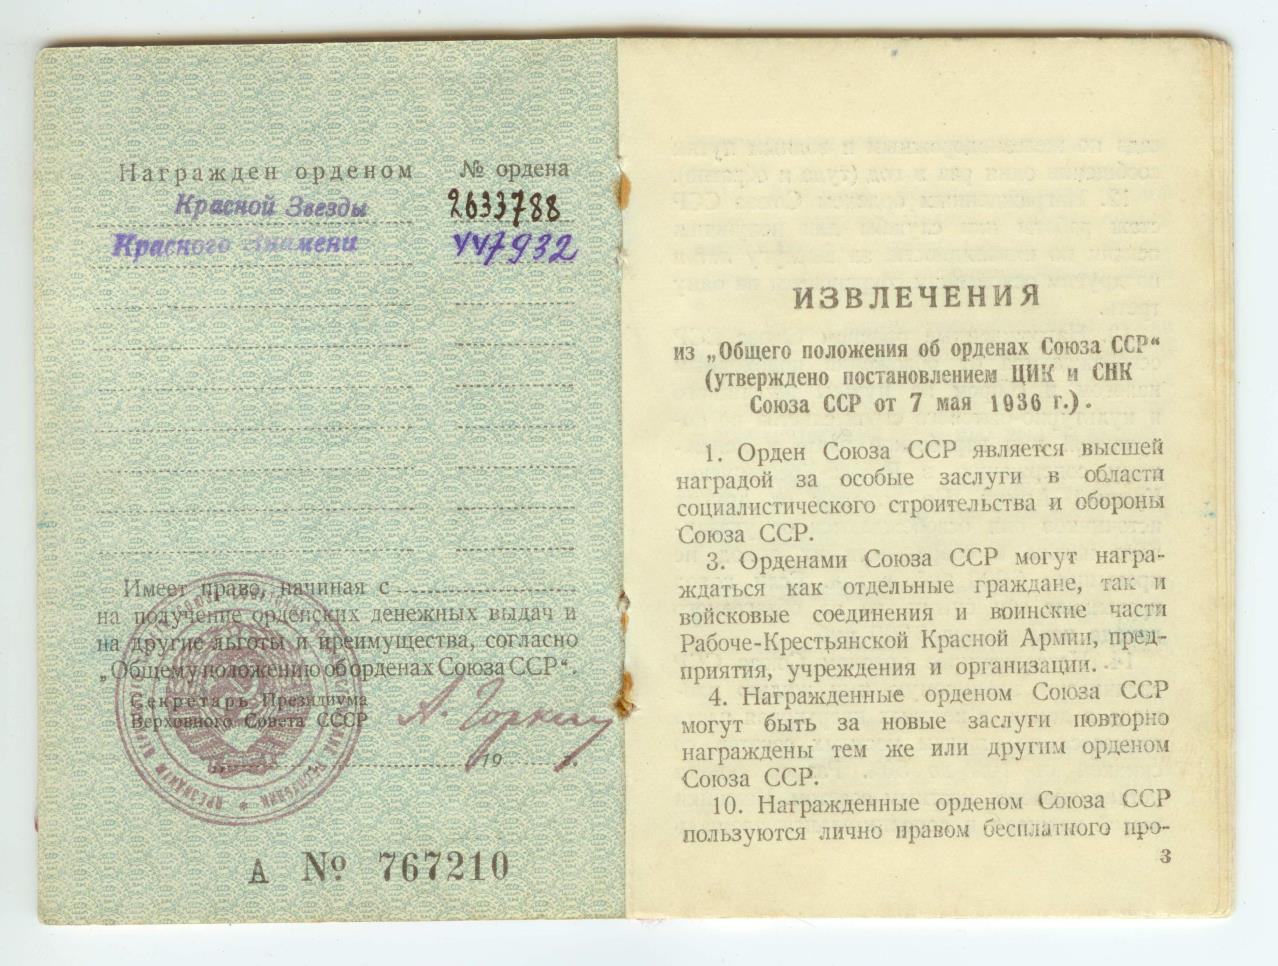 Награжден орденом № ордена
Красной Звезды 2633788
Красного Знамени 447932
Имеет право, начиная с
на получение орденских денежных выдач и
на другие льготы и преимущества, согласно
„Общему положению об орденах Союза ССР“.
Секретарь Президиума
Верховного Совета СССР
А. Горкин
19 г.
А № 767210
ИЗВЛЕЧЕНИЯ
из „Общего положения об орденах Союза ССР“
(утверждено постановлением ЦИК и СНК
Союза ССР от 7 мая 1936 г.).
1. Орден Союза ССР является высшей
наградой за особые заслуги в области
социалистического строительства и обороны
Союза ССР.
3. Орденами Союза ССР могут награ-
ждаться как отдельные граждане, так и
войсковые соединения и воинские части
Рабоче-Крестьянской Красной Армии, пред-
приятия, учреждения и организации.
4. Награжденные орденом Союза ССР
могут быть за новые заслуги повторно
награждены тем же или другим орденом
Союза ССР.
10. Награжденные орденом Союза ССР
пользуются лично правом бесплатного про-
3